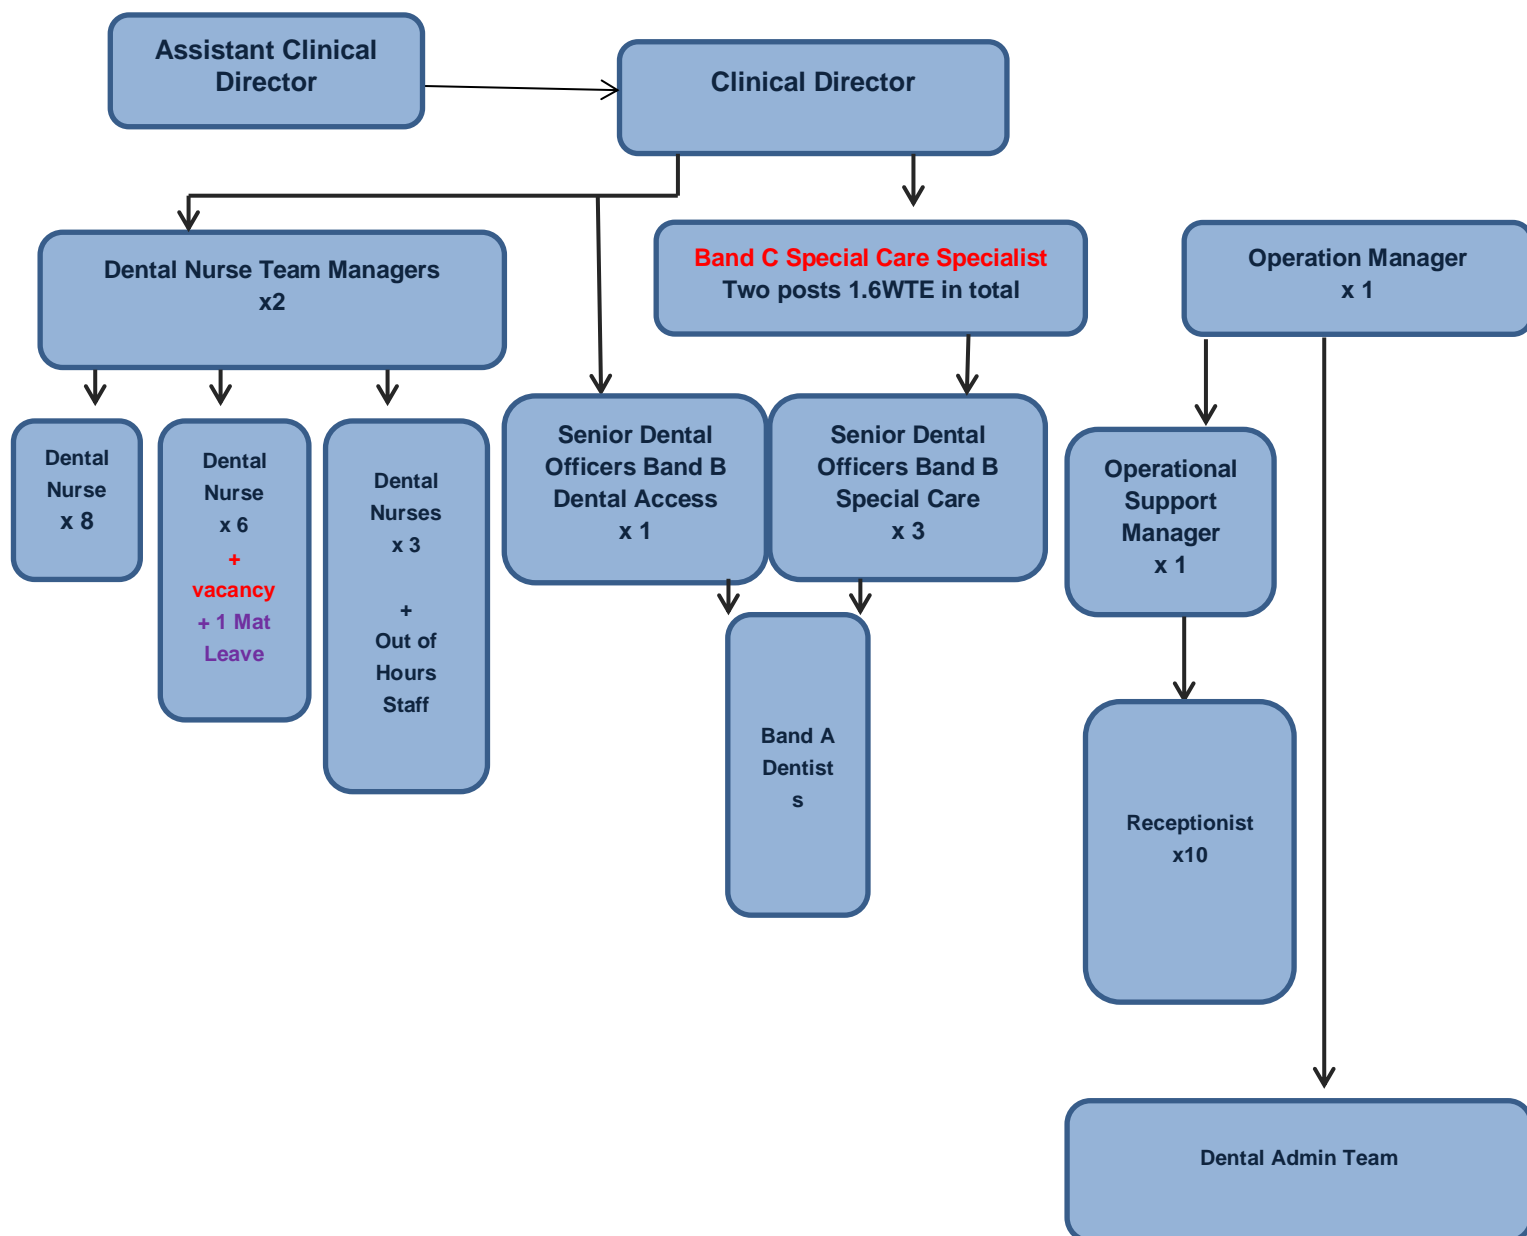 Assistant Clinical
Director
Clinical Director
Dental Nurse Team Managers
x2
Band C Special Care Specialist
Two posts 1.6WTE in total
Operation Manager
x 1
Dental
Nurse
x 8
Dental
Nurse
x 6
+
vacancy
+ 1 Mat
Leave
Dental
Nurses
x 3
+
Out of
Hours
Staff
Senior Dental
Officers Band B
Dental Access
x 1
Senior Dental
Officers Band B
Special Care
x 3
Operational
Support
Manager
x 1
Band A
Dentist
s
Receptionist
x10
Dental Admin Team